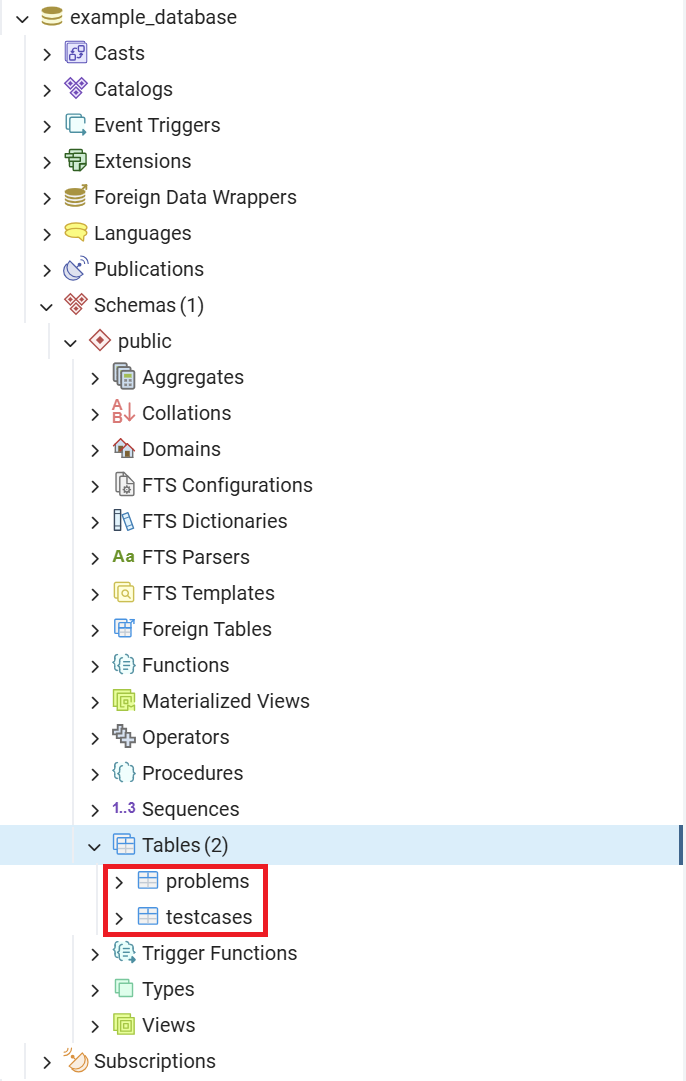 example_database
Casts
Catalogs
Event Triggers
Extensions
Foreign Data Wrappers
Languages
Publications
Schemas (1)
public
Aggregates
A
B
Collations
Domains
FTS Configurations
FTS Dictionaries
Aa FTS Parsers
FTS Templates
Foreign Tables
Functions
Materialized Views
Operators
Procedures
1..3 Sequences
Tables (2)
problems
testcases
Trigger Functions
Types
Views
Subscriptions